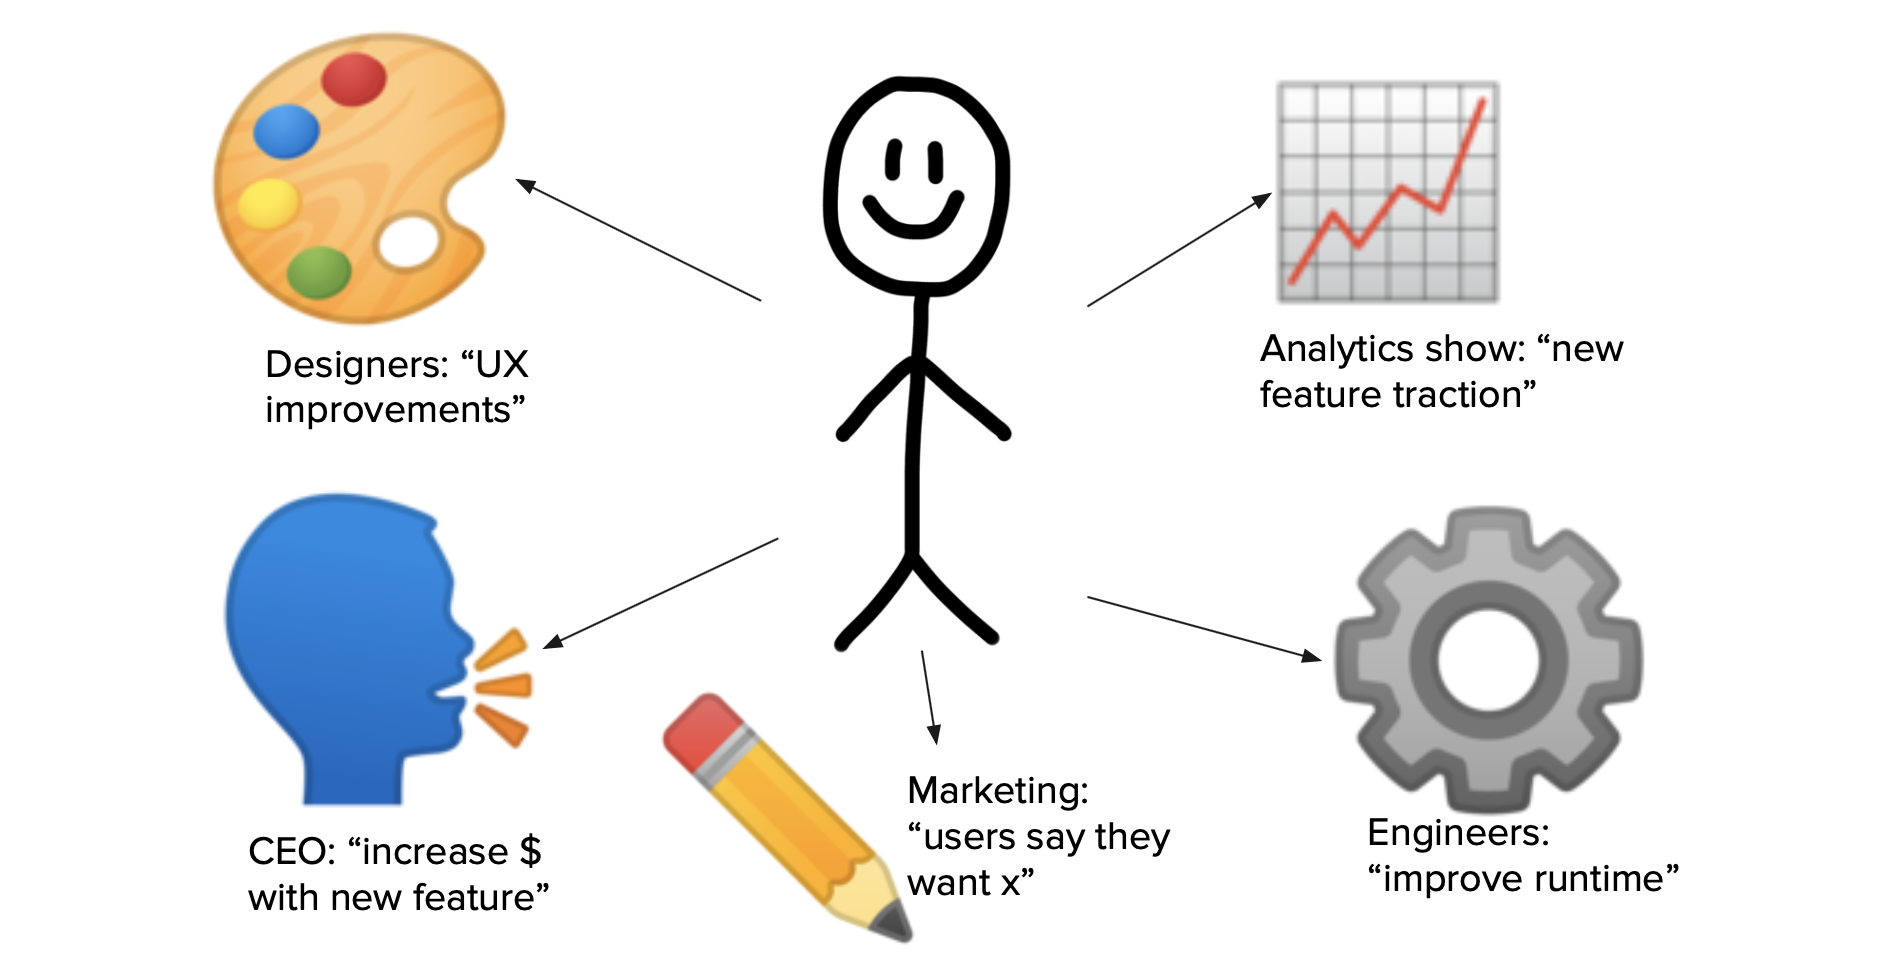 Designers: “UX
improvements”
Analytics show: “new
feature traction”
CEO: “increase $
with new feature”
Marketing:
“users say they
want x”
Engineers:
“improve runtime”